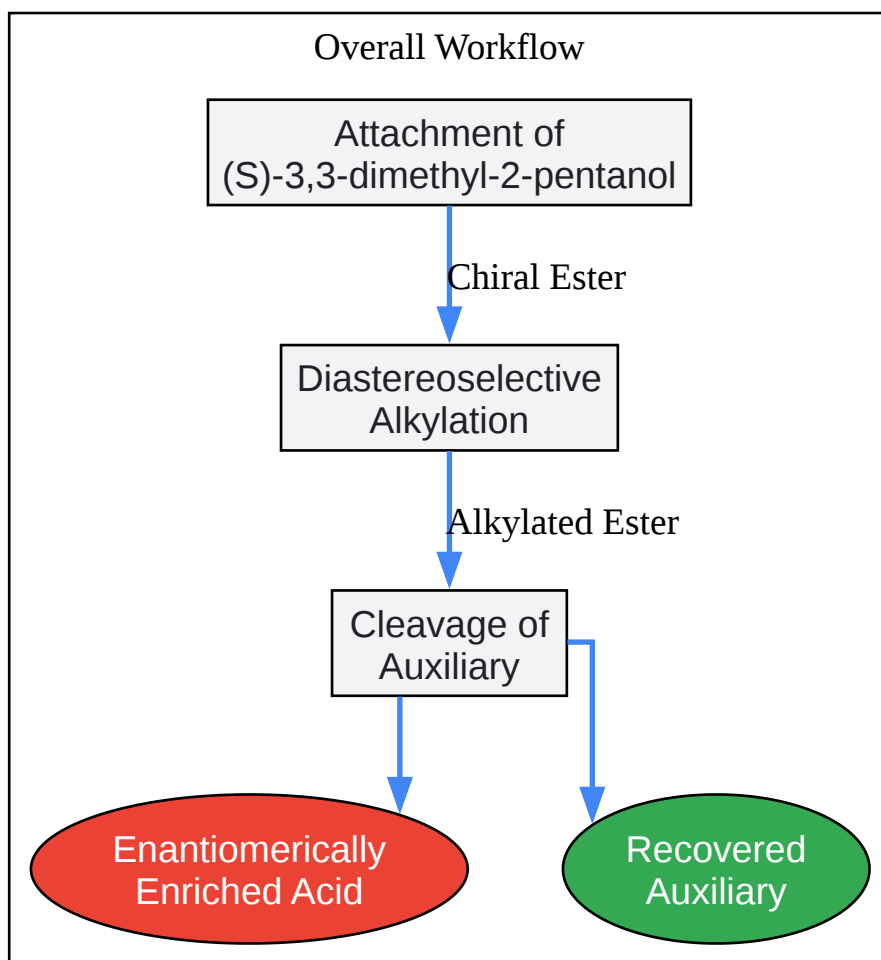 Overall Workflow
Attachment of
(S)-3,3-dimethyl-2-pentanol
Chiral Ester
Diastereoselective
Alkylation
Alkylated Ester
Cleavage of
Auxiliary
Enantiomerically
Enriched Acid
Recovered
Auxiliary